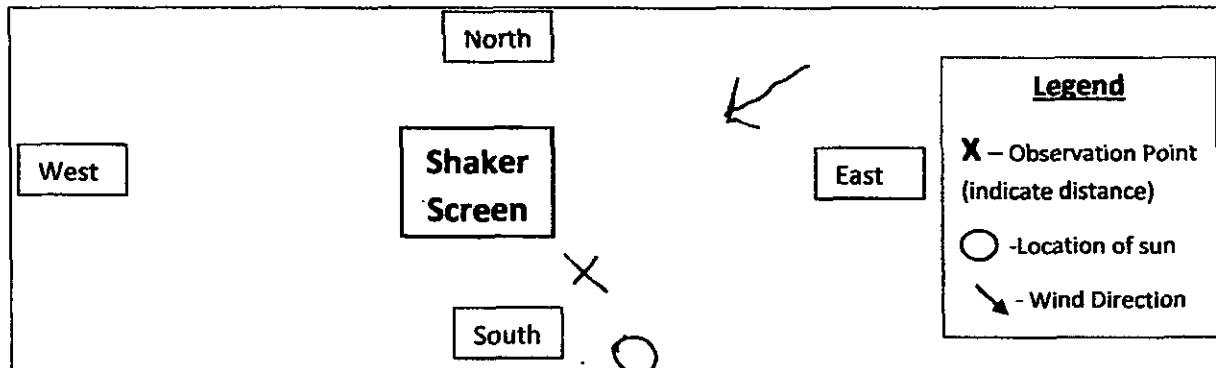 North
Legend
Shaker
Screen
West
East
X – Observation Point
(indicate distance)
-Location of sun
- Wind Direction
X
South